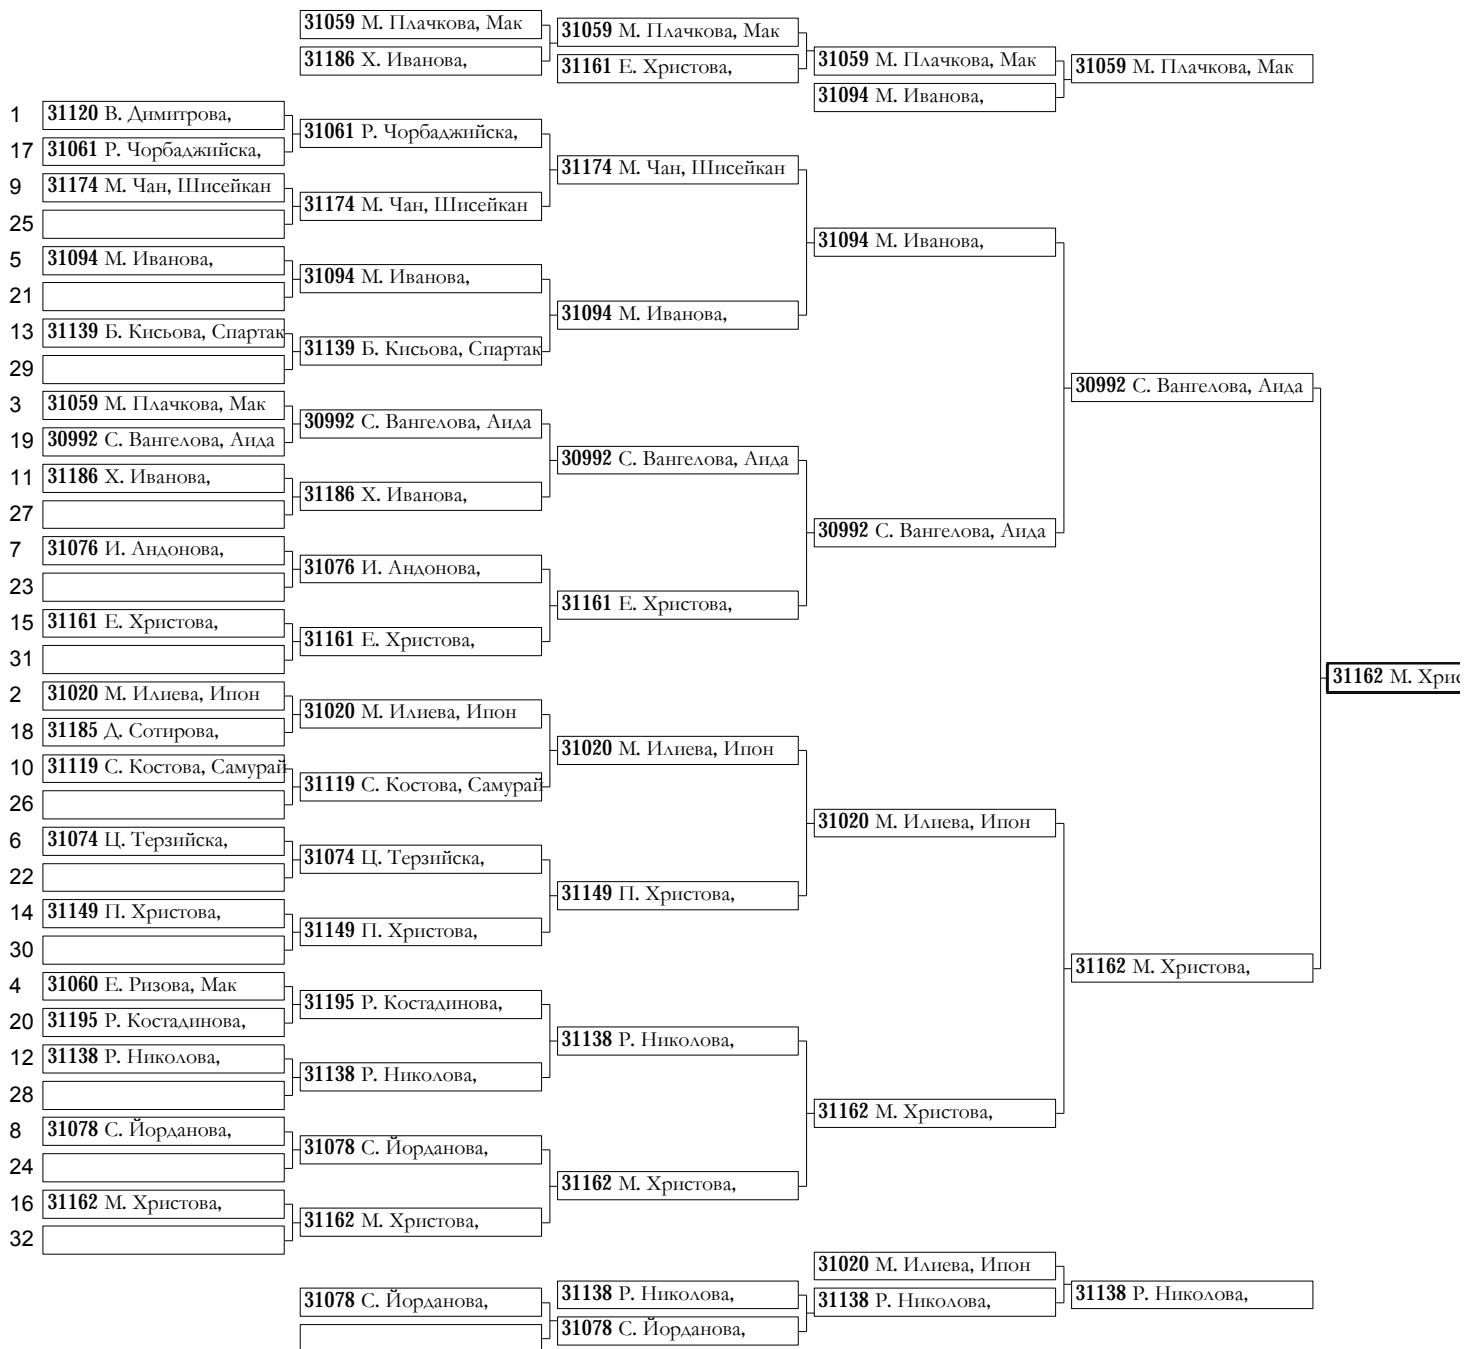 31059 М. Плачкова, Мак
31186 Х. Иванова,
31059 М. Плачкова, Мак
31161 Е. Христова,
31059 М. Плачкова, Мак
31094 М. Иванова,
31059 М. Плачкова, Мак
1 31120 В. Димитрова,
17 31061 Р. Чорбаджийска,
9 31174 М. Чан, Шисейкан
25
5 31094 М. Иванова,
21
13 31139 Б. Кисьова, Спартак
29
3 31059 М. Плачкова, Мак
19 30992 С. Вангелова, Аида
11 31186 Х. Иванова,
27
7 31076 И. Андонова,
23
15 31161 Е. Христова,
31
2 31020 М. Илиева, Ипон
18 31185 Д. Сотирова,
10 31119 С. Костова, Самурай
26
6 31074 Ц. Терзийска,
22
14 31149 П. Христова,
30
4 31060 Е. Ризова, Мак
20 31195 Р. Костадинова,
12 31138 Р. Николова,
28
8 31078 С. Йорданова,
24
16 31162 М. Христова,
32
31061 Р. Чорбаджийска,
31174 М. Чан, Шисейкан
31094 М. Иванова,
31139 Б. Кисьова, Спартак
30992 С. Вангелова, Аида
31186 Х. Иванова,
31076 И. Андонова,
31161 Е. Христова,
31020 М. Илиева, Ипон
31119 С. Костова, Самурай
31074 Ц. Терзийска,
31149 П. Христова,
31195 Р. Костадинова,
31138 Р. Николова,
31078 С. Йорданова,
31162 М. Христова,
31174 М. Чан, Шисейкан
31094 М. Иванова,
30992 С. Вангелова, Аида
31161 Е. Христова,
31020 М. Илиева, Ипон
31149 П. Христова,
31138 Р. Николова,
31162 М. Христова,
31094 М. Иванова,
30992 С. Вангелова, Аида
31020 М. Илиева, Ипон
31162 М. Христова,
30992 С. Вангелова, Аида
31162 М. Христова,
31162 М. Хрис
31078 С. Йорданова,
31138 Р. Николова,
31078 С. Йорданова,
31020 М. Илиева, Ипон
31138 Р. Николова,
31138 Р. Николова,